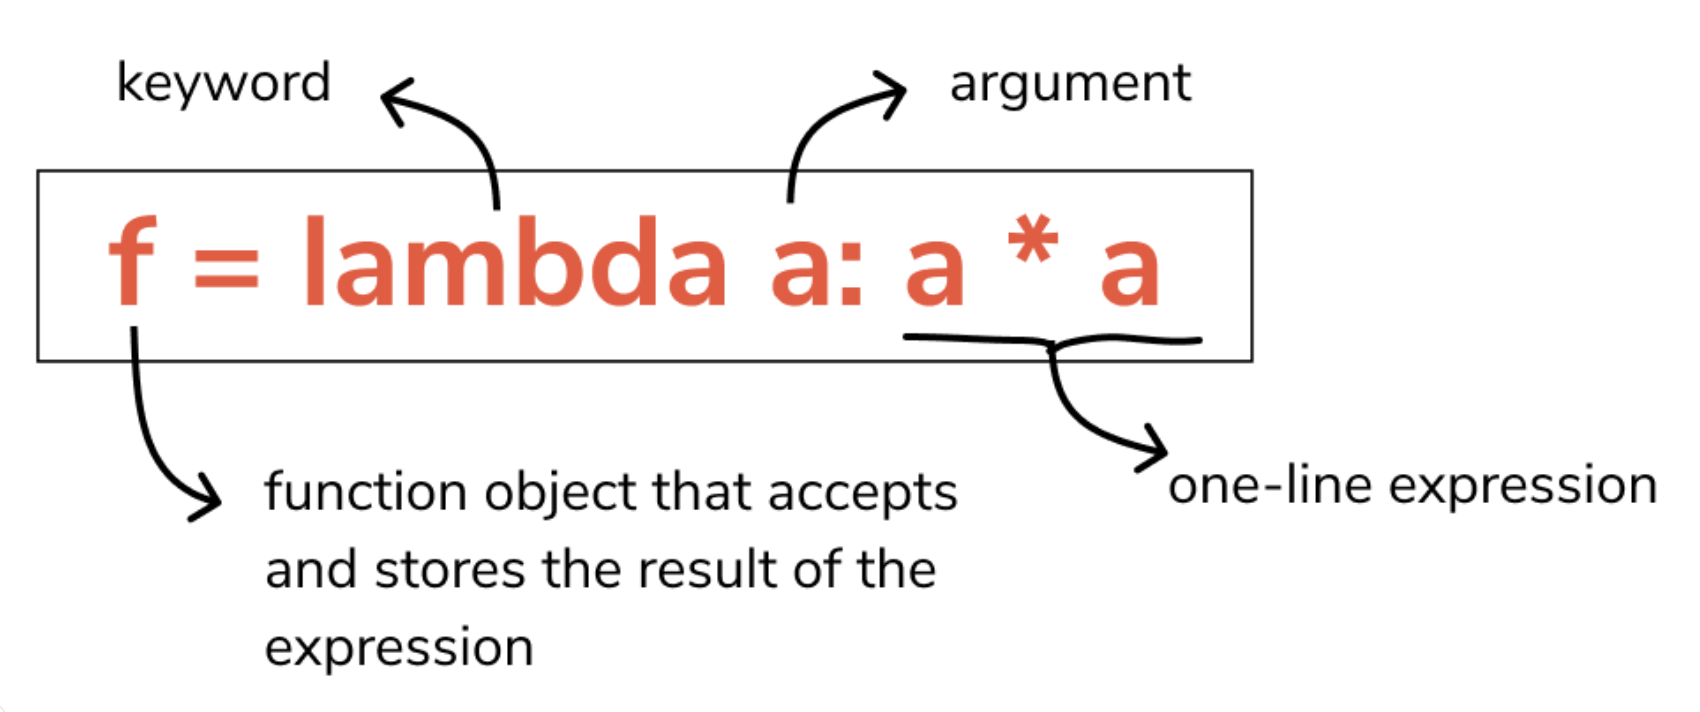 keyword
argument
f = lambda a: a * a
function object that accepts
and stores the result of the
expression
one-line expression